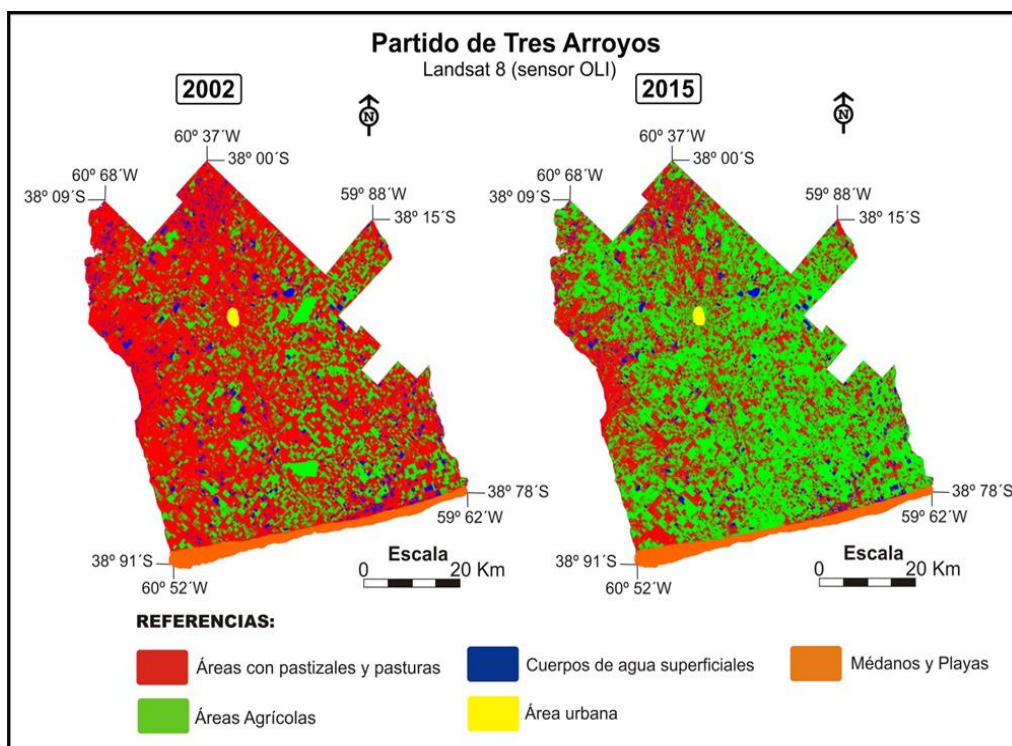 Partido de Tres Arroyos
Landsat 8 (sensor OLI)
2002
N
60º 37´W
38º 00´S
60º 68´W
38º 09´S
59º 88´W
38º 15´S
38º 78´S
59º 62´W
38º 91´S
60º 52´W
Escala
0 20 Km
2015
N
60º 37´W
38º 00´S
60º 68´W
38º 09´S
59º 88´W
38º 15´S
38º 78´S
59º 62´W
38º 91´S
60º 52´W
Escala
0 20 Km
REFERENCIAS:
Áreas con pastizales y pasturas
Cuerpos de agua superficiales
Médanos y Playas
Áreas Agrícolas
Área urbana